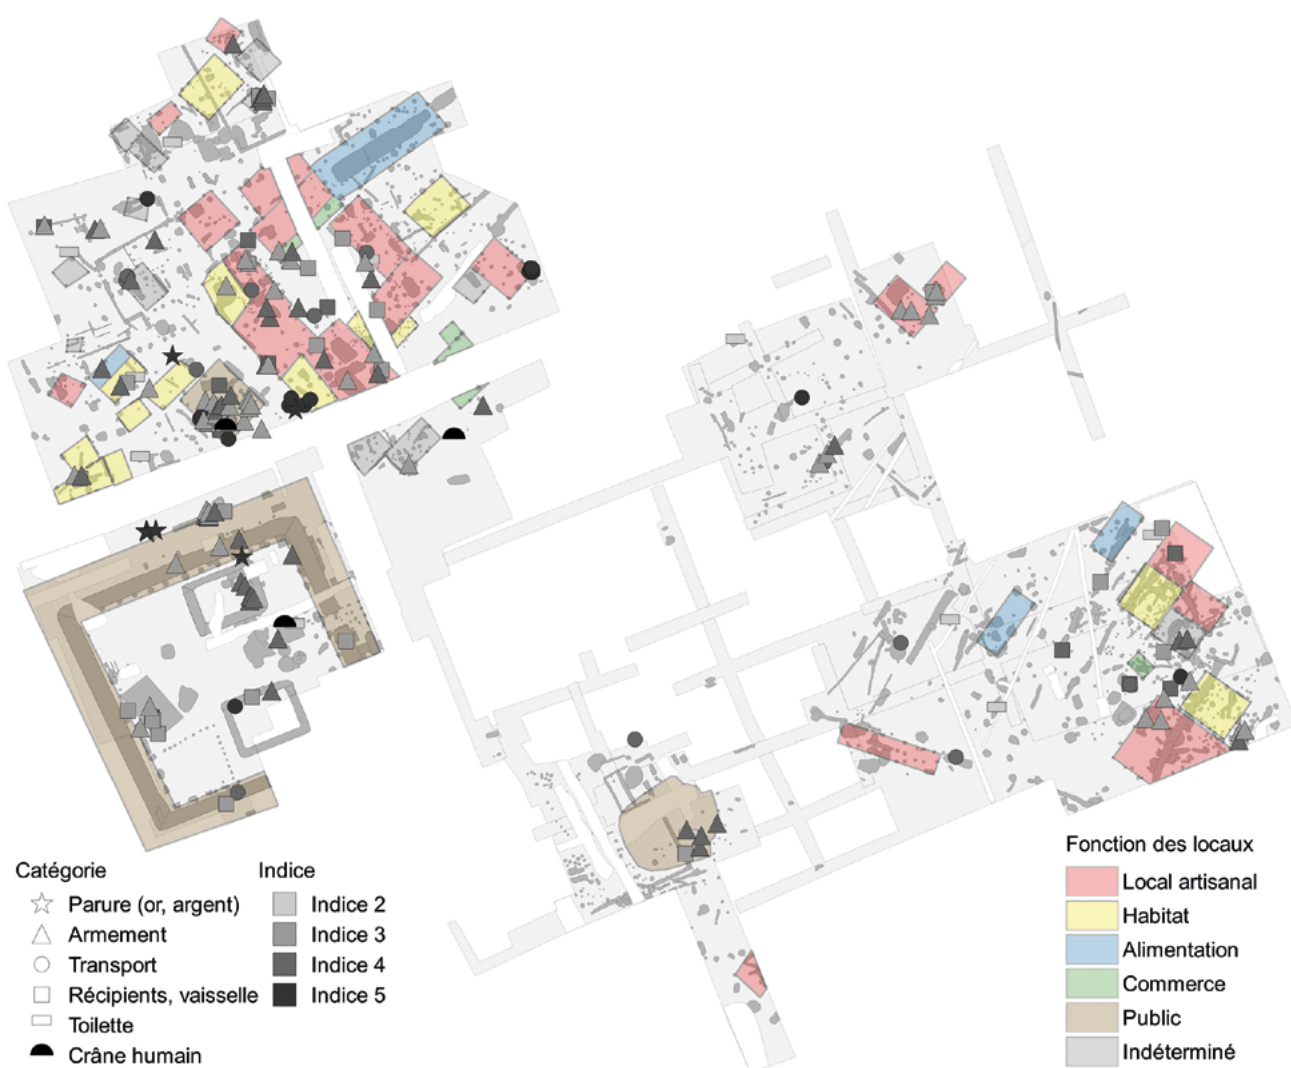 Catégorie
Parure (or, argent)
Armement
Transport
Récipients, vaisselle
Toilette
Crâne humain
Indice
Indice 2
Indice 3
Indice 4
Indice 5
Fonction des locaux
Local artisanal
Habitat
Alimentation
Commerce
Public
Indéterminé